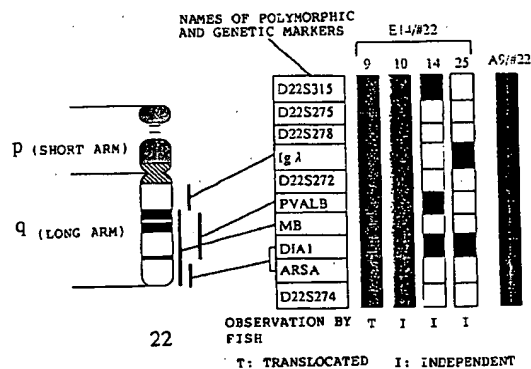 NAMES OF POLYMORPHIC
AND GENETIC MARKERS
E14/#22
9 10 14 25 A9/#22
D22S315
D22S275
D22S278
Igλ
D22S272
PVALB
MB
DIA1
ARSA
D22S274
p (SHORT ARM)
q (LONG ARM)
22
OBSERVATION BY T I I I
FISH
T: TRANSLOCATED I: INDEPENDENT